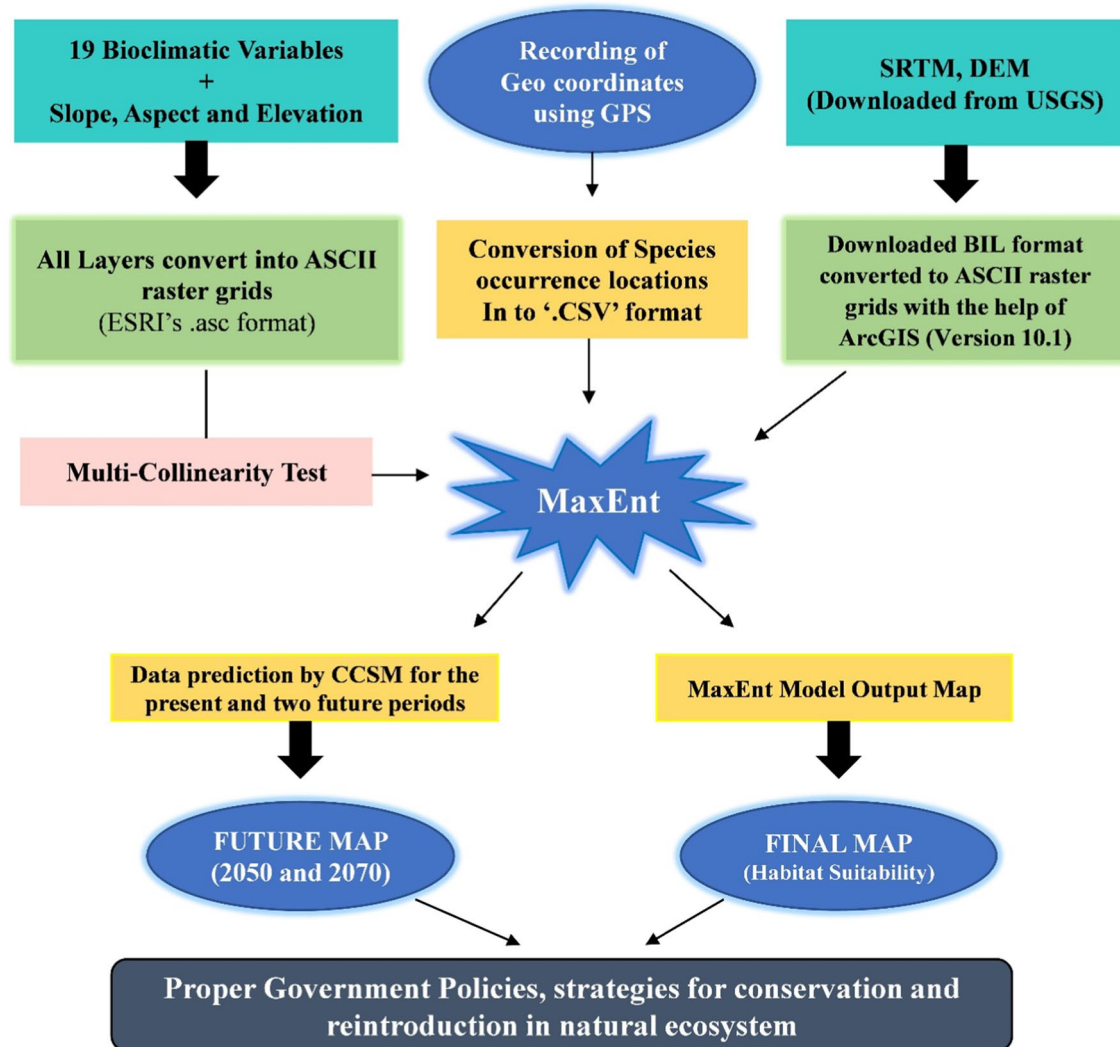 19 Bioclimatic Variables
+
Slope, Aspect and Elevation
Recording of
Geo coordinates
using GPS
SRTM, DEM
(Downloaded from USGS)
All Layers convert into ASCII
raster grids
(ESRI's .asc format)
Conversion of Species
occurrence locations
In to ‘.CSV’ format
Downloaded BIL format
converted to ASCII raster
grids with the help of
ArcGIS (Version 10.1)
Multi-Collinearity Test
MaxEnt
Data prediction by CCSM for the
present and two future periods
MaxEnt Model Output Map
FUTURE MAP
(2050 and 2070)
FINAL MAP
(Habitat Suitability)
Proper Government Policies, strategies for conservation and
reintroduction in natural ecosystem